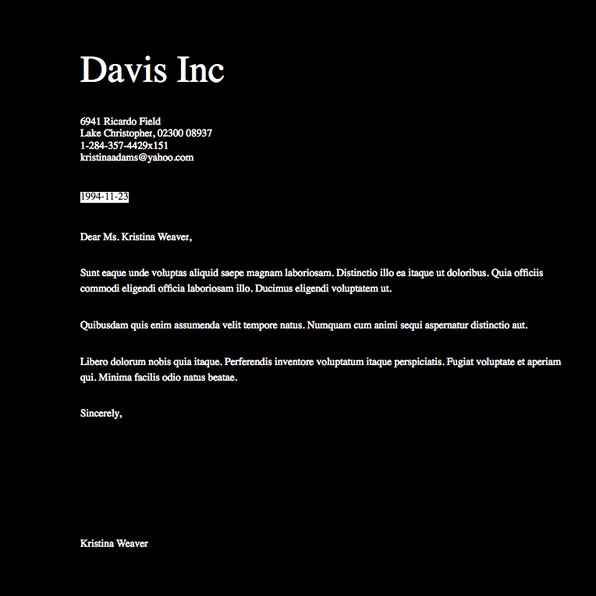 Davis Inc
6941 Ricardo Field
Lake Christopher, 02300 08937
1-284-357-4429x151
kristinaadams@yahoo.com
1994-11-23
Dear Ms. Kristina Weaver,
Sunt eaque unde voluptas aliquid saepe magnam laboriosam. Distinctio illo ea itaque ut doloribus. Quia officiis
commodi eligendi officia laboriosam illo. Ducimus eligendi voluptatem ut.
Quibusdam quis enim assumenda velit tempore natus. Numquam cum animi sequi aspernatur distinctio aut.
Libero dolorum nobis quia itaque. Perferendis inventore voluptatum itaque perspiciatis. Fugiat voluptate et aperiam
qui. Minima facilis odio natus beatae.
Sincerely,
Kristina Weaver